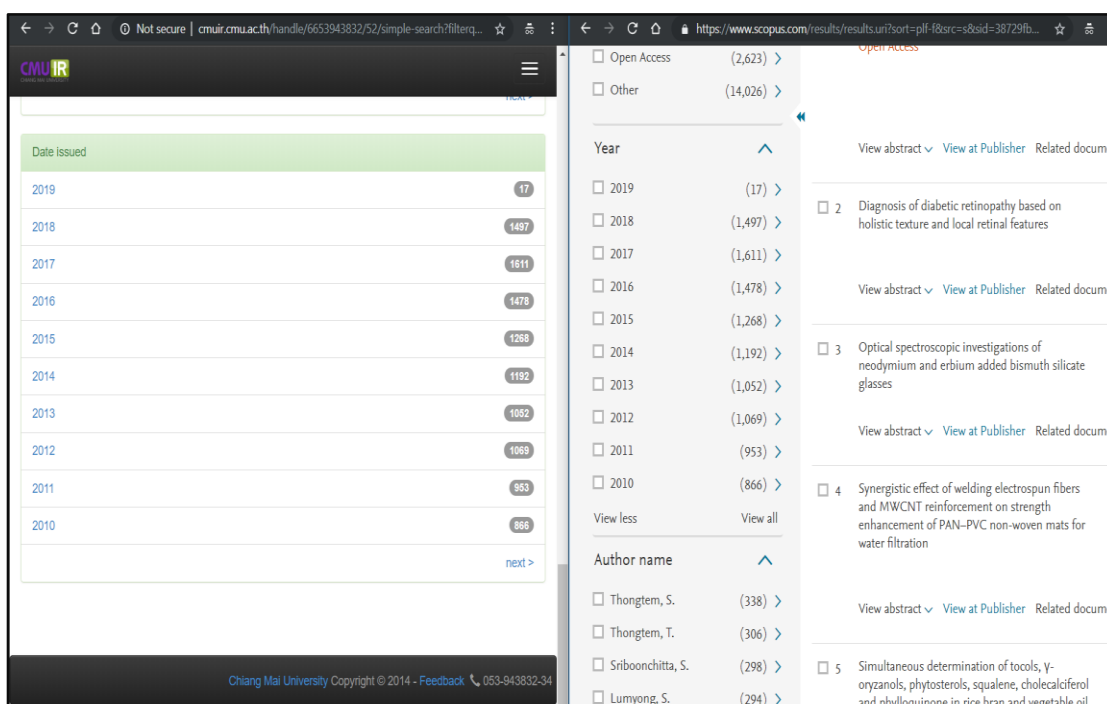 Not secure | cmuir.cmu.ac.th/handle/6653943832/52/simple-search?filterq...
CMUIR
next >
Date issued
2019 17
2018 1497
2017 1611
2016 1478
2015 1268
2014 1192
2013 1052
2012 1069
2011 953
2010 866
next >
Chiang Mai University Copyright © 2014 - Feedback 053-943832-34
https://www.scopus.com/results/results.uri?sort=plf-f&src=s&sid=38729fb...
Open Access (2,623) >
Other (14,026) >
Year
2019 (17) >
2018 (1,497) >
2017 (1,611) >
2016 (1,478) >
2015 (1,268) >
2014 (1,192) >
2013 (1,052) >
2012 (1,069) >
2011 (953) >
2010 (866) >
View less View all
Author name
Thongtem, S. (338) >
Thongtem, T. (306) >
Sriboonchitta, S. (298) >
Lumyong, S. (294) >
Open Access
View abstract View at Publisher Related docum
2 Diagnosis of diabetic retinopathy based on
holistic texture and local retinal features
View abstract View at Publisher Related docum
3 Optical spectroscopic investigations of
neodymium and erbium added bismuth silicate
glasses
View abstract View at Publisher Related docum
4 Synergistic effect of welding electrospun fibers
and MWCNT reinforcement on strength
enhancement of PAN–PVC non-woven mats for
water filtration
View abstract View at Publisher Related docum
5 Simultaneous determination of tocols, γ-
oryzanols, phytosterols, squalene, cholecalciferol
and phylloquinone in rice bran and vegetable oil